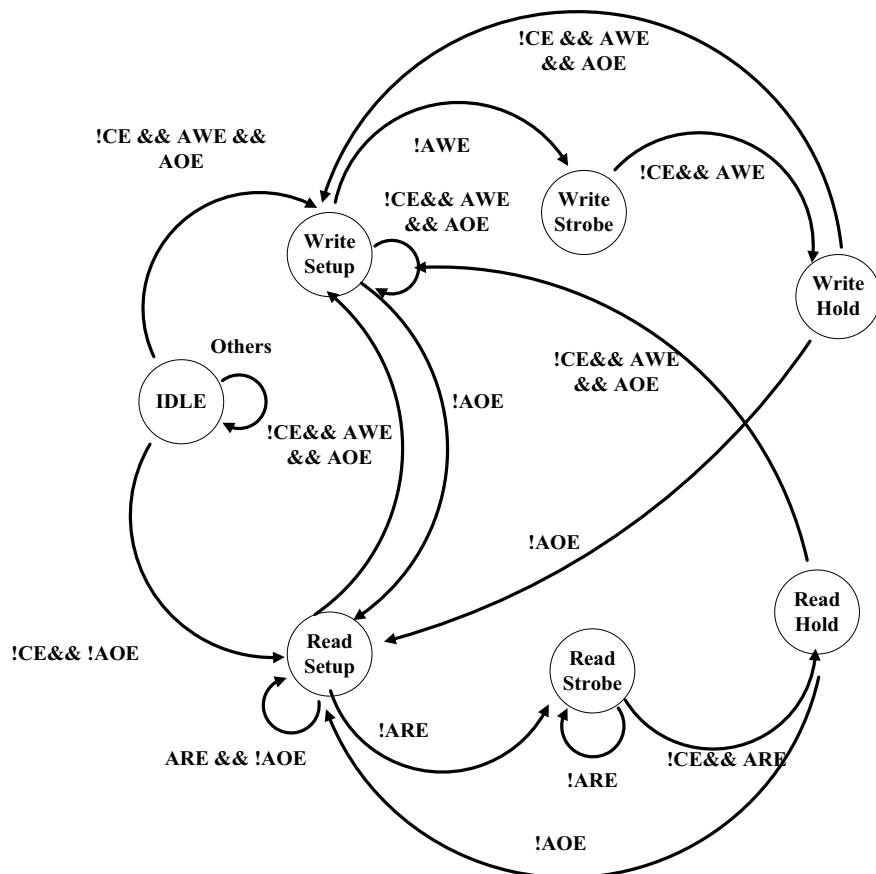 !CE && AWE
&& AOE
!CE && AWE &&
AOE
!AWE
!CE&& AWE
Write
Strobe
!CE&& AWE
&& AOE
Write
Setup
Write
Hold
Others
IDLE
!CE&& AWE
&& AOE
!AOE
!CE&& AWE
&& AOE
!AOE
Read
Hold
!CE&& !AOE
Read
Setup
Read
Strobe
!ARE
ARE && !AOE
!ARE
!CE&& ARE
!AOE